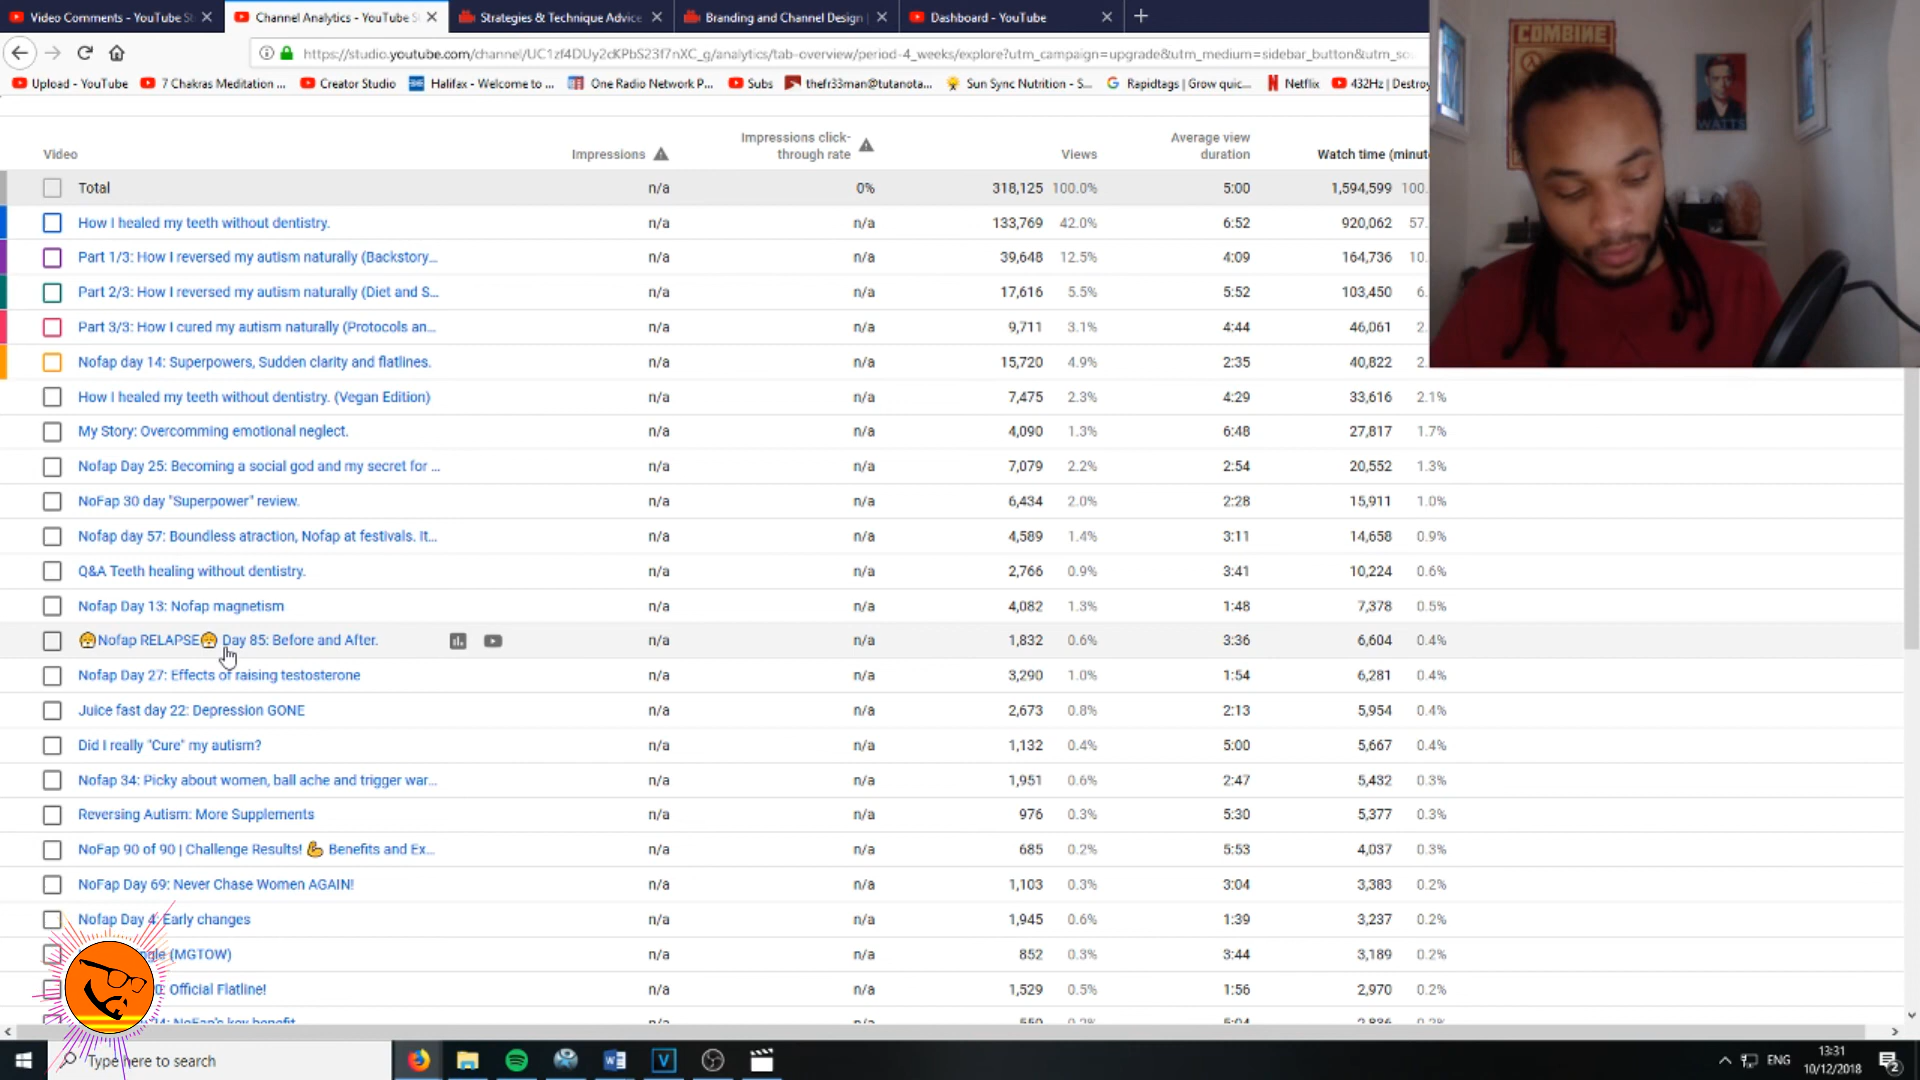 Video Comments - YouTube St
Channel Analytics - YouTube S
Strategies & Technique Advice
Branding and Channel Design
Dashboard - YouTube
https://studio.youtube.com/channel/UC1zf4DUy2dKPbS23f7nXC_g/analytics/tab-overview/period-4_weeks/explore?utm_campaign=upgrade&utm_medium=sidebar_button&utm_so
Upload - YouTube
7 Chakras Meditation ...
Creator Studio
Halifax - Welcome to ...
One Radio Network P...
Subs
thefr33man@tutanota...
Sun Sync Nutrition - S...
Rapidtags | Grow quic...
Netflix
432Hz | Destroy
COMBINE
WATTS
Video Impressions Impressions click-through rate Views Average view duration Watch time (minut
Total n/a 0% 318,125 100.0% 5:00 1,594,599 100.
How I healed my teeth without dentistry. n/a n/a 133,769 42.0% 6:52 920,062 57.
Part 1/3: How I reversed my autism naturally (Backstory... n/a n/a 39,648 12.5% 4:09 164,736 10.
Part 2/3: How I reversed my autism naturally (Diet and S... n/a n/a 17,616 5.5% 5:52 103,450 6.
Part 3/3: How I cured my autism naturally (Protocols an... n/a n/a 9,711 3.1% 4:44 46,061 2.
Nofap day 14: Superpowers, Sudden clarity and flatlines. n/a n/a 15,720 4.9% 2:35 40,822 2.
How I healed my teeth without dentistry. (Vegan Edition) n/a n/a 7,475 2.3% 4:29 33,616 2.1%
My Story: Overcomming emotional neglect. n/a n/a 4,090 1.3% 6:48 27,817 1.7%
Nofap Day 25: Becoming a social god and my secret for ... n/a n/a 7,079 2.2% 2:54 20,552 1.3%
NoFap 30 day "Superpower" review. n/a n/a 6,434 2.0% 2:28 15,911 1.0%
Nofap day 57: Boundless atraction, Nofap at festivals. It... n/a n/a 4,589 1.4% 3:11 14,658 0.9%
Q&A Teeth healing without dentistry. n/a n/a 2,766 0.9% 3:41 10,224 0.6%
Nofap Day 13: Nofap magnetism n/a n/a 4,082 1.3% 1:48 7,378 0.5%
Nofap RELAPSE Day 85: Before and After. n/a n/a 1,832 0.6% 3:36 6,604 0.4%
Nofap Day 27: Effects of raising testosterone n/a n/a 3,290 1.0% 1:54 6,281 0.4%
Juice fast day 22: Depression GONE n/a n/a 2,673 0.8% 2:13 5,954 0.4%
Did I really "Cure" my autism? n/a n/a 1,132 0.4% 5:00 5,667 0.4%
Nofap 34: Picky about women, ball ache and trigger war... n/a n/a 1,951 0.6% 2:47 5,432 0.3%
Reversing Autism: More Supplements n/a n/a 976 0.3% 5:30 5,377 0.3%
NoFap 90 of 90 | Challenge Results! 💪 Benefits and Ex... n/a n/a 685 0.2% 5:53 4,037 0.3%
NoFap Day 69: Never Chase Women AGAIN! n/a n/a 1,103 0.3% 3:04 3,383 0.2%
Nofap Day 4: Early changes n/a n/a 1,945 0.6% 1:39 3,237 0.2%
(MGTOW) n/a n/a 852 0.3% 3:44 3,189 0.2%
Official Flatline! n/a n/a 1,529 0.5% 1:56 2,970 0.2%
NoFap's key benefit
Type here to search
ENG
13:31
10/12/2018
2